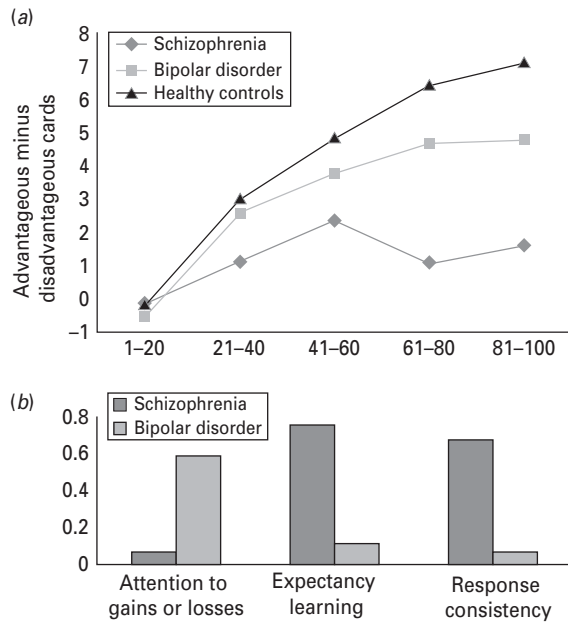 (a)
8
7
6
5
4
3
2
1
0
–1
Advantageous minus
disadvantageous cards
Schizophrenia
Bipolar disorder
Healthy controls
1–20 21–40 41–60 61–80 81–100
(b)
0.8
0.6
0.4
0.2
0
Schizophrenia
Bipolar disorder
Attention to
gains or losses
Expectancy
learning
Response
consistency